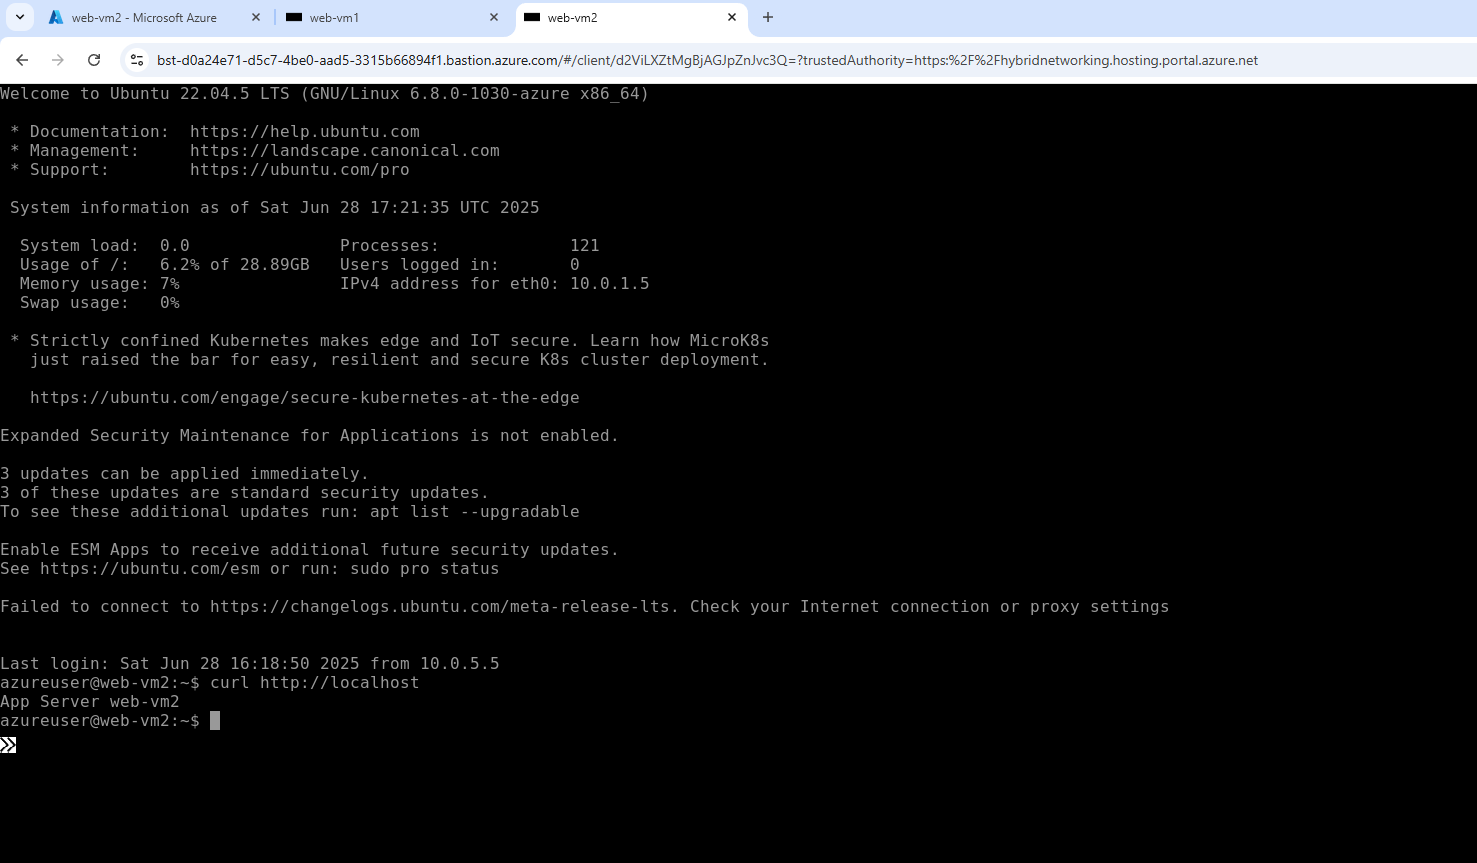 web-vm2 - Microsoft Azure
web-vm1
web-vm2
bst-d0a24e71-d5c7-4be0-aad5-3315b66894f1.bastion.azure.com/#/client/d2ViLXZtMgBjAGJpZnJvc3Q=?trustedAuthority=https:%2F%2Fhybridnetworking.hosting.portal.azure.net
Welcome to Ubuntu 22.04.5 LTS (GNU/Linux 6.8.0-1030-azure x86_64)
* Documentation:  https://help.ubuntu.com
* Management:     https://landscape.canonical.com
* Support:        https://ubuntu.com/pro
System information as of Sat Jun 28 17:21:35 UTC 2025
System load:  0.0               Processes:             121
Usage of /:   6.2% of 28.89GB   Users logged in:       0
Memory usage: 7%                IPv4 address for eth0: 10.0.1.5
Swap usage:   0%
* Strictly confined Kubernetes makes edge and IoT secure. Learn how MicroK8s
just raised the bar for easy, resilient and secure K8s cluster deployment.
https://ubuntu.com/engage/secure-kubernetes-at-the-edge
Expanded Security Maintenance for Applications is not enabled.
3 updates can be applied immediately.
3 of these updates are standard security updates.
To see these additional updates run: apt list --upgradable
Enable ESM Apps to receive additional future security updates.
See https://ubuntu.com/esm or run: sudo pro status
Failed to connect to https://changelogs.ubuntu.com/meta-release-lts. Check your Internet connection or proxy settings
Last login: Sat Jun 28 16:18:50 2025 from 10.0.5.5
azureuser@web-vm2:~$ curl http://localhost
App Server web-vm2
azureuser@web-vm2:~$